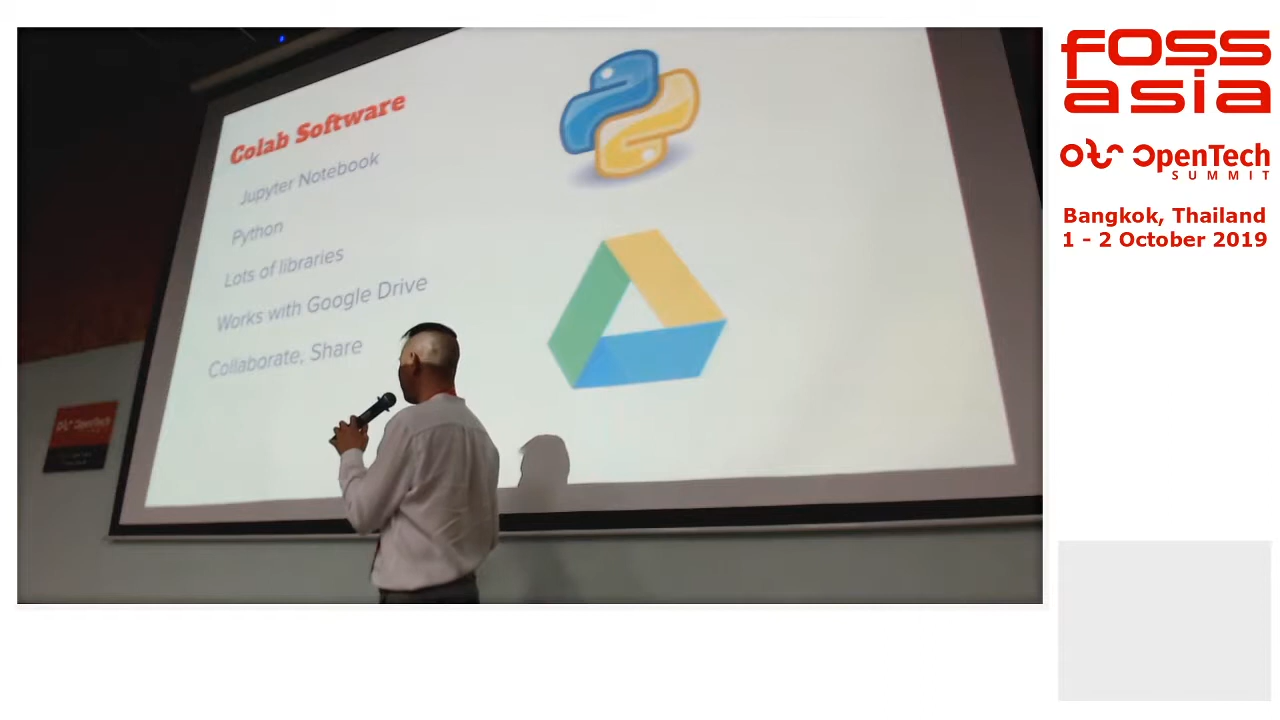 Colab Software
Jupyter Notebook
Python
Lots of libraries
Works with Google Drive
Collaborate, Share
OpenTech
FOSS
asia
OpenTech
SUMMIT
Bangkok, Thailand
1 - 2 October 2019